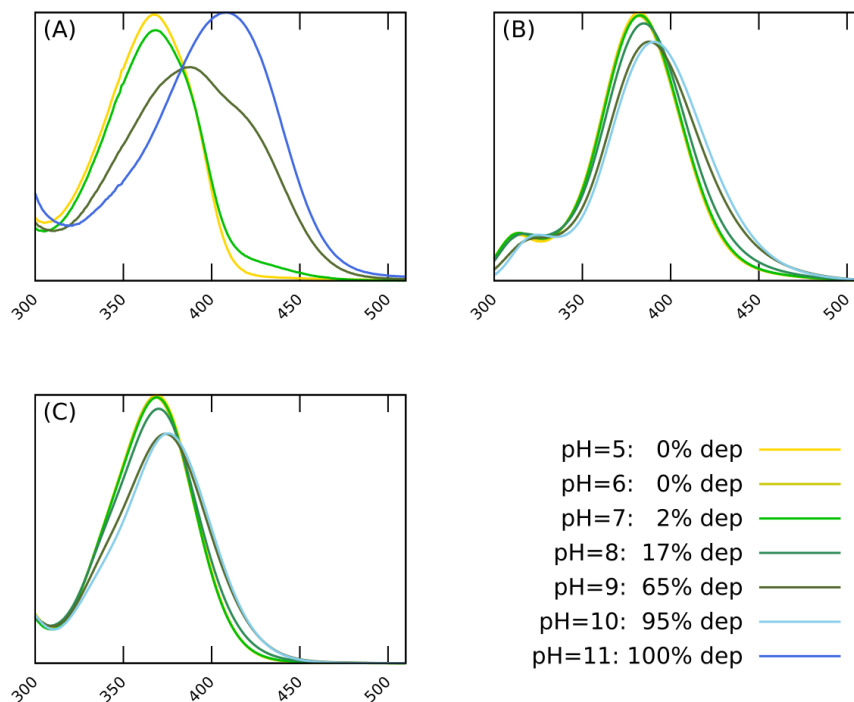 (A)
300 350 400 450 500
(B)
300 350 400 450 500
(C)
300 350 400 450 500
pH=5: 0% dep
pH=6: 0% dep
pH=7: 2% dep
pH=8: 17% dep
pH=9: 65% dep
pH=10: 95% dep
pH=11: 100% dep